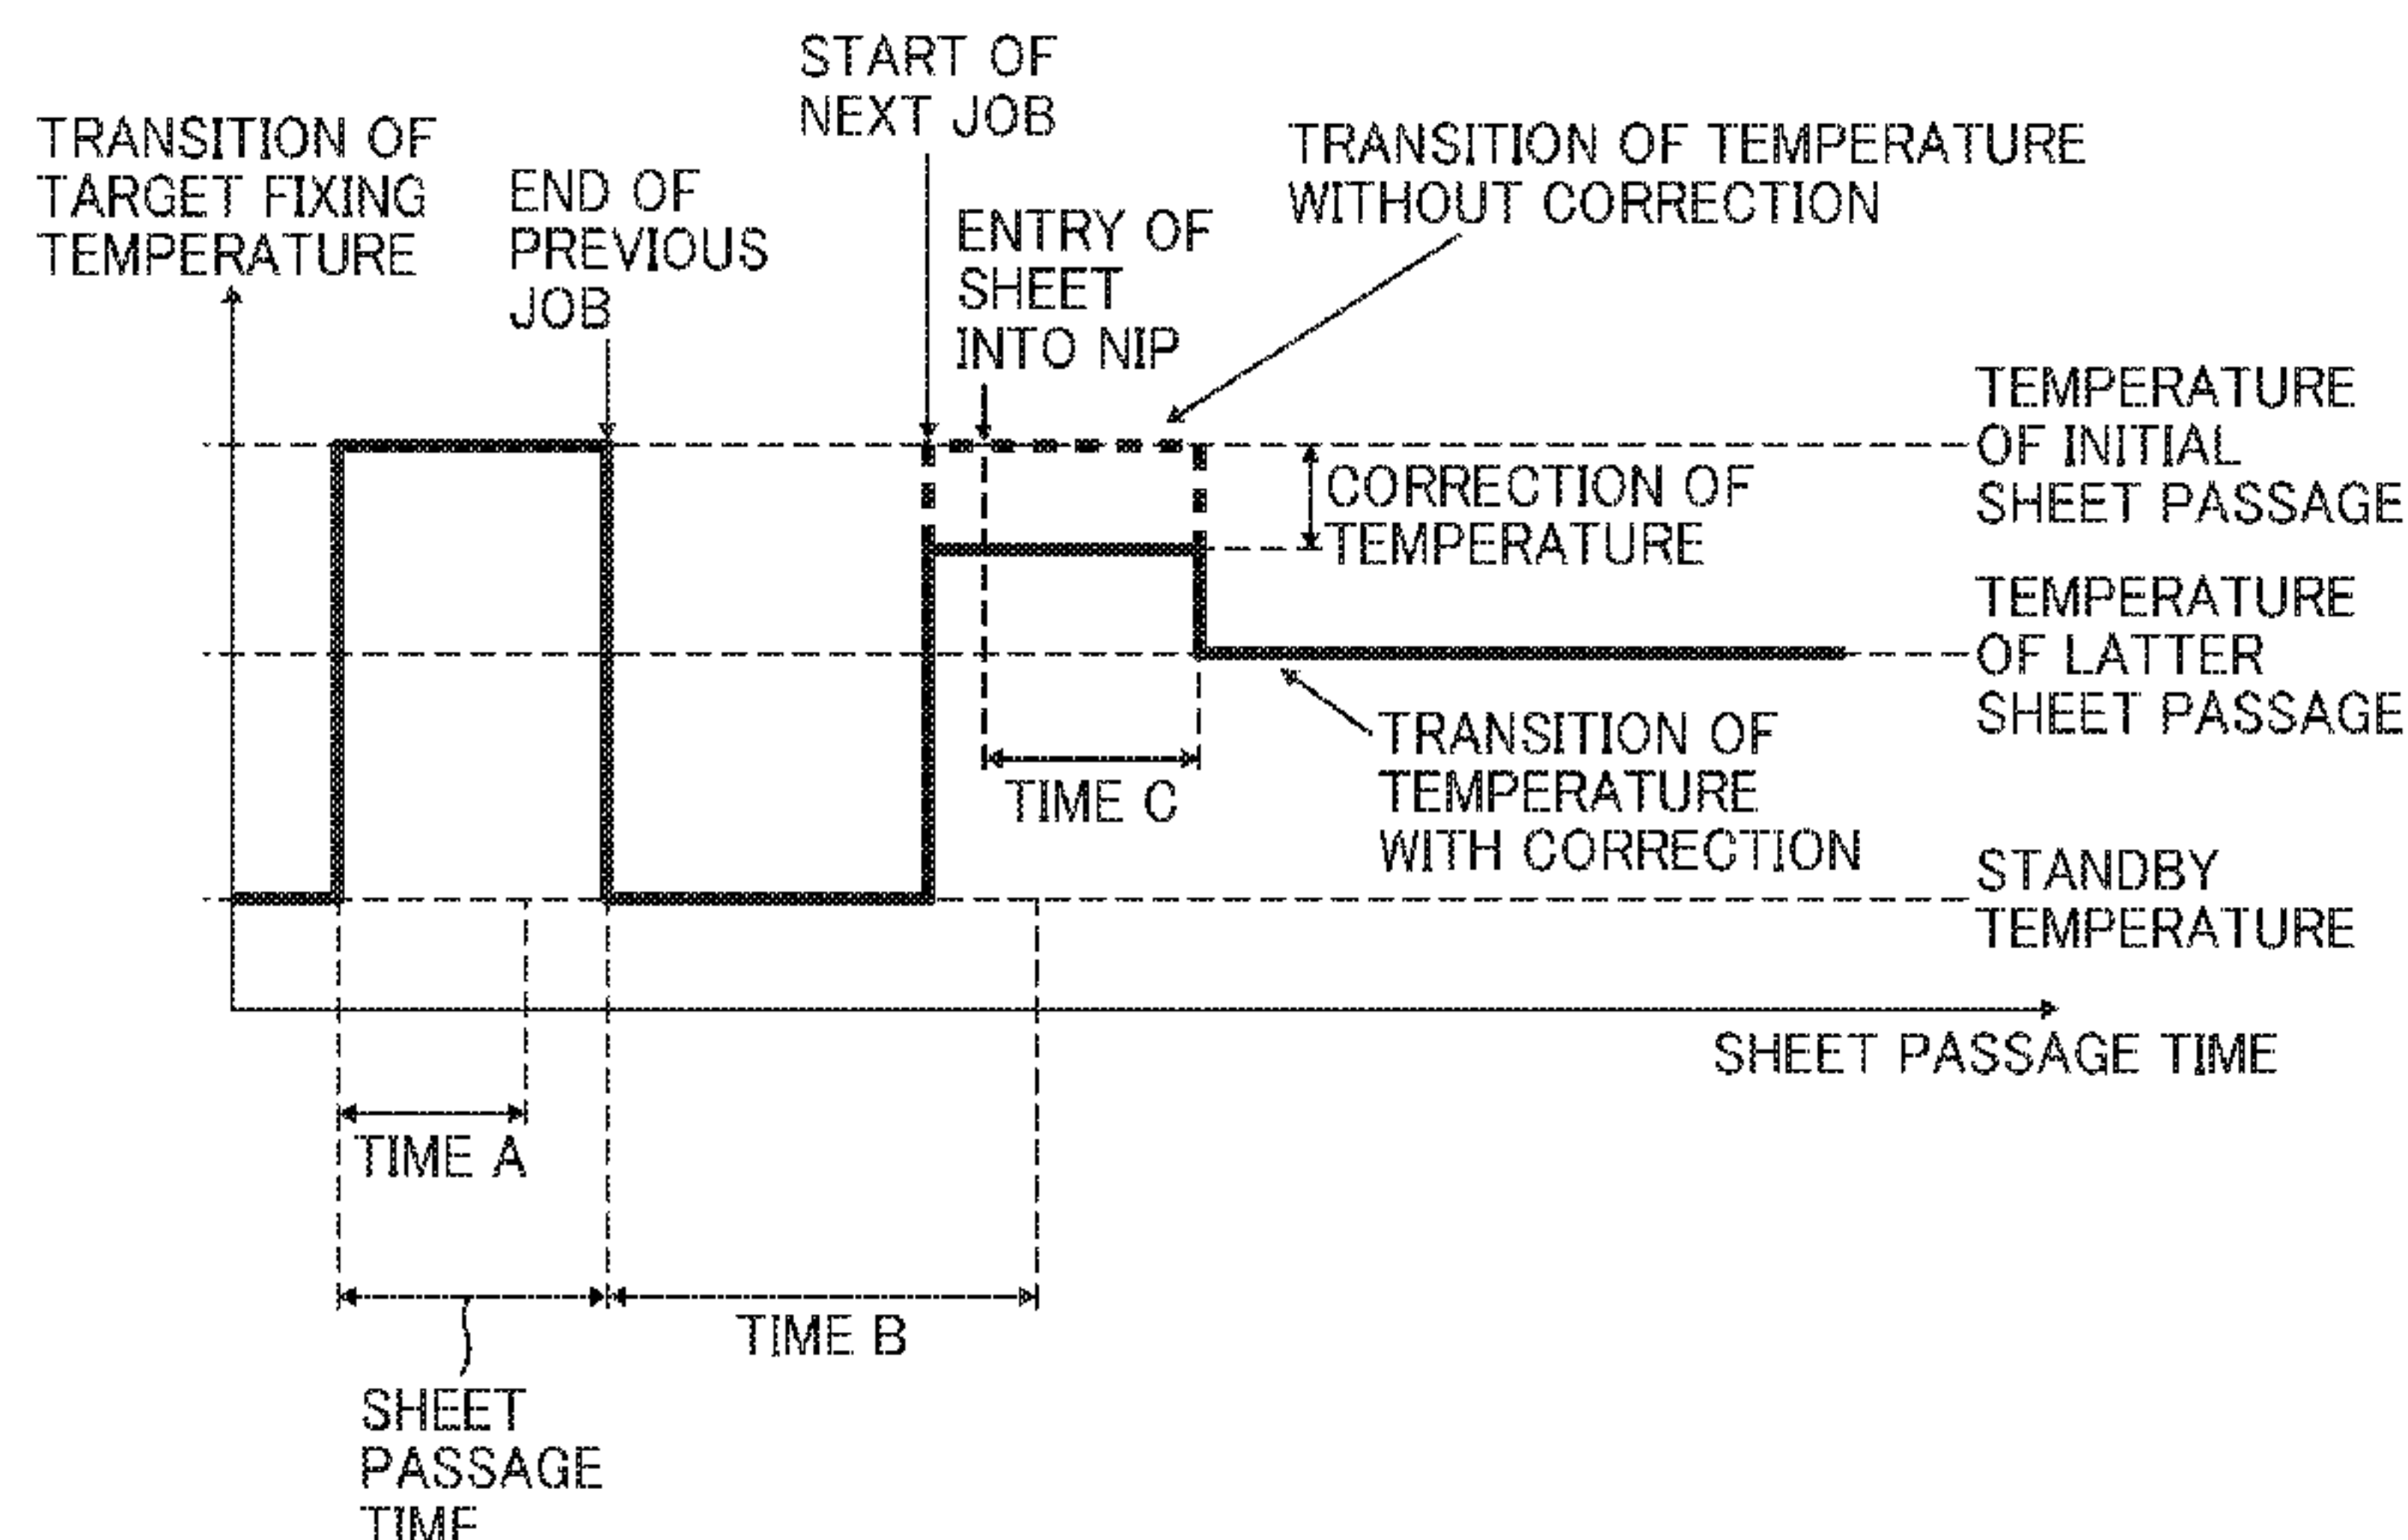 TRANSITION OF
TARGET FIXING
TEMPERATURE
END OF
PREVIOUS
JOB
START OF
NEXT JOB
ENTRY OF
SHEET
INTO NIP
TRANSITION OF TEMPERATURE
WITHOUT CORRECTION
TEMPERATURE
OF INITIAL
SHEET PASSAGE
CORRECTION OF
TEMPERATURE
TEMPERATURE
OF LATTER
SHEET PASSAGE
TRANSITION OF
TEMPERATURE
WITH CORRECTION
TIME C
STANDBY
TEMPERATURE
SHEET PASSAGE TIME
TIME A
TIME B
SHEET
PASSAGE
TIME